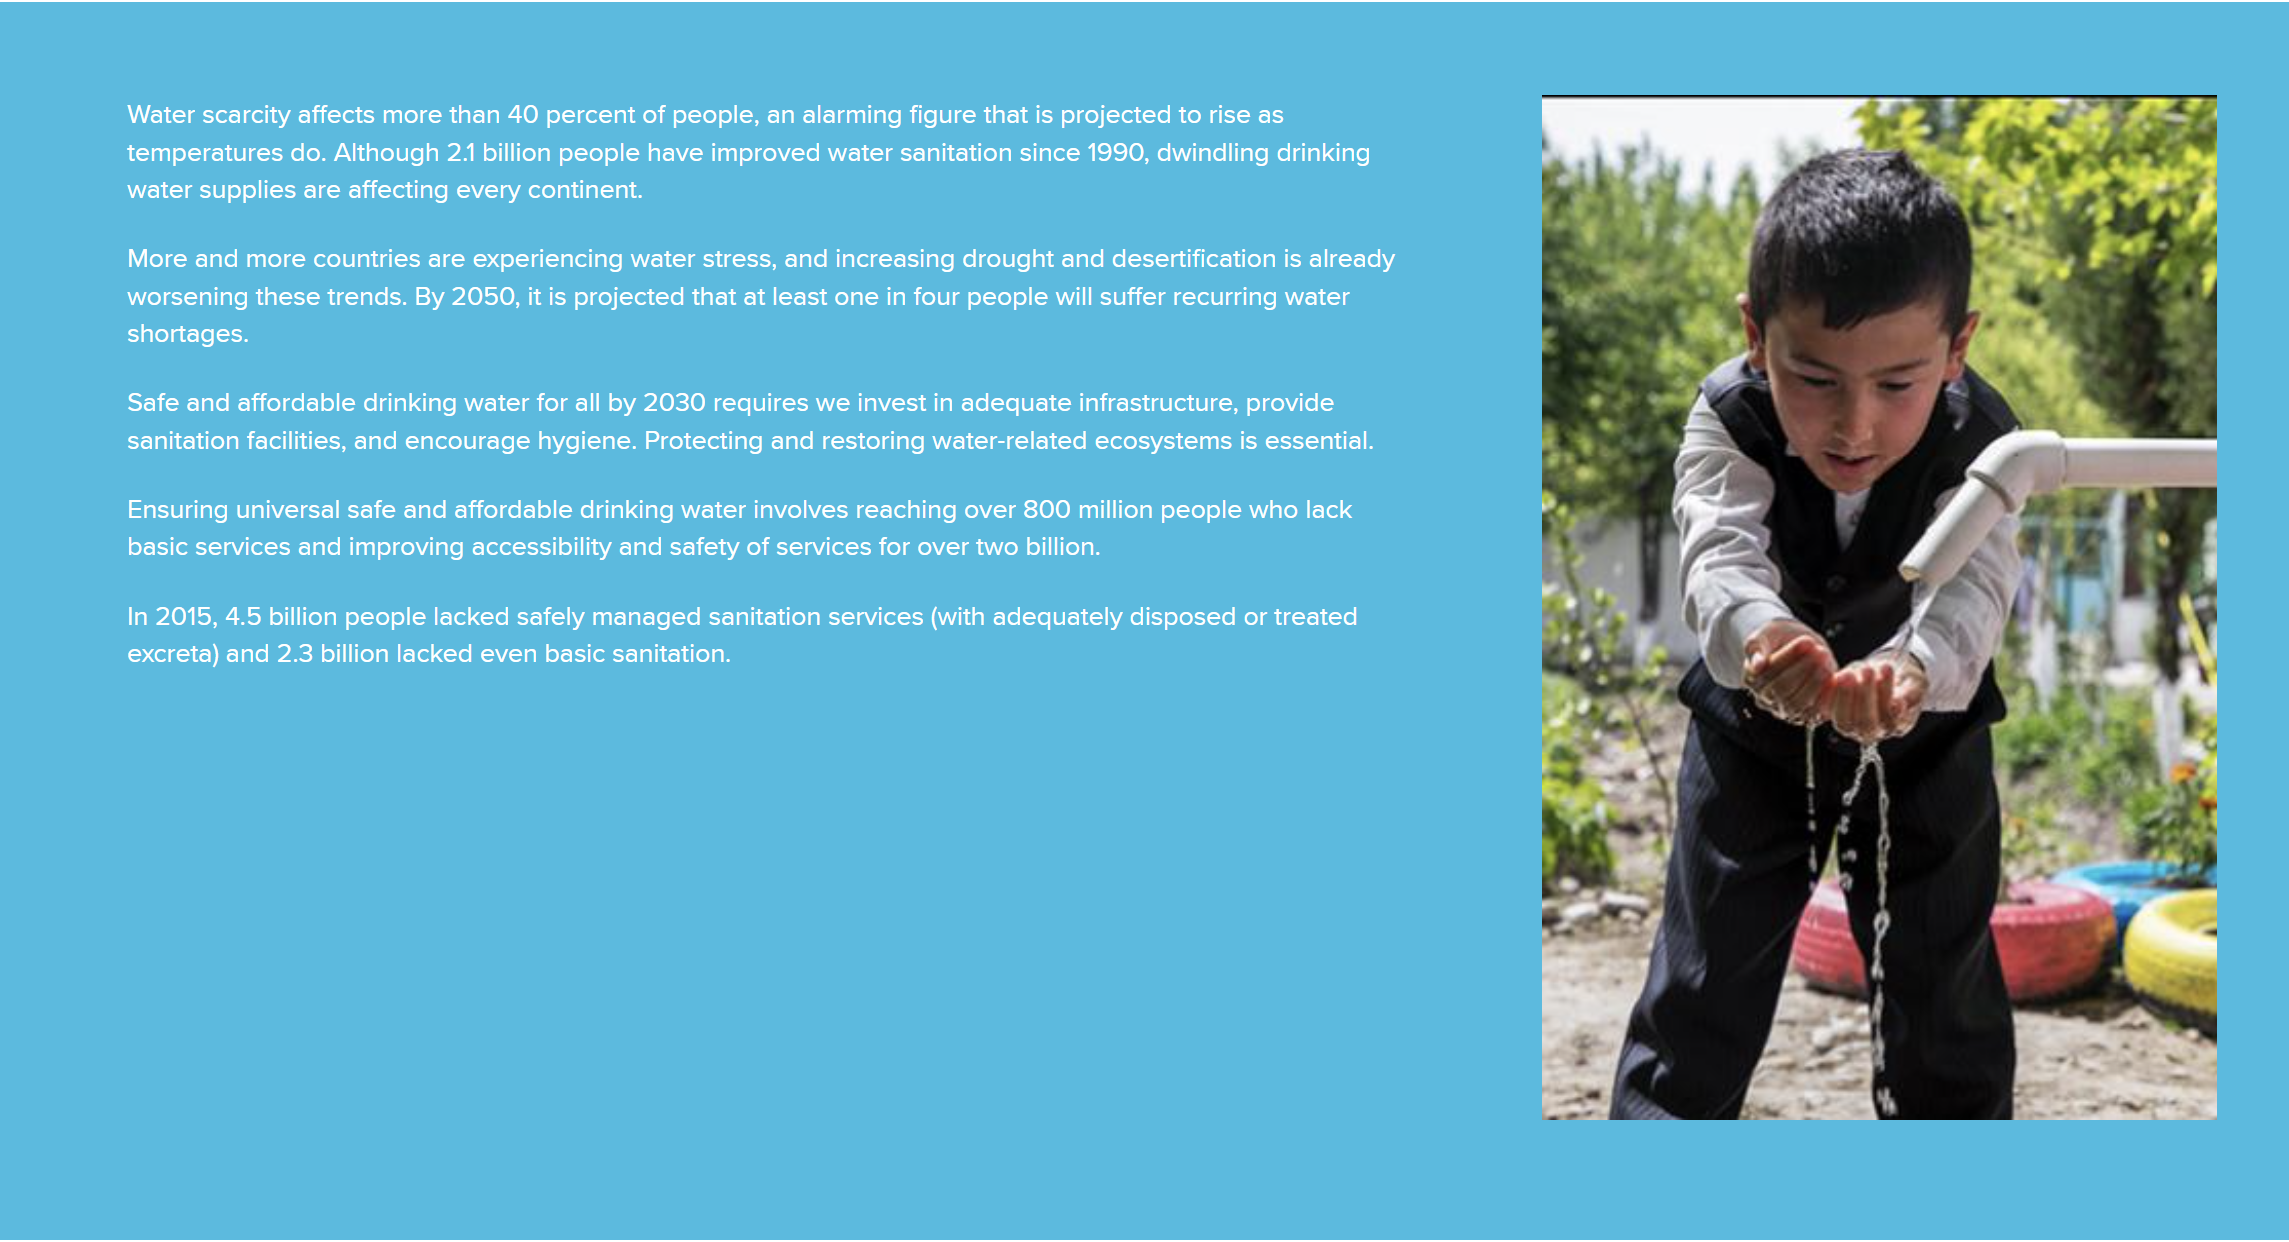 Water scarcity affects more than 40 percent of people, an alarming figure that is projected to rise as
temperatures do. Although 2.1 billion people have improved water sanitation since 1990, dwindling drinking
water supplies are affecting every continent.
More and more countries are experiencing water stress, and increasing drought and desertification is already
worsening these trends. By 2050, it is projected that at least one in four people will suffer recurring water
shortages.
Safe and affordable drinking water for all by 2030 requires we invest in adequate infrastructure, provide
sanitation facilities, and encourage hygiene. Protecting and restoring water-related ecosystems is essential.
Ensuring universal safe and affordable drinking water involves reaching over 800 million people who lack
basic services and improving accessibility and safety of services for over two billion.
In 2015, 4.5 billion people lacked safely managed sanitation services (with adequately disposed or treated
excreta) and 2.3 billion lacked even basic sanitation.